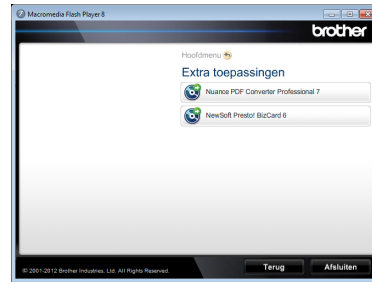 Macromedia Flash Player 8
brother
Hoofdmenu
Extra toepassingen
Nuance PDF Converter Professional 7
NewSoft Presto! BizCard 6
© 2001-2012 Brother Industries, Ltd. All Rights Reserved.
Terug
Afsluiten